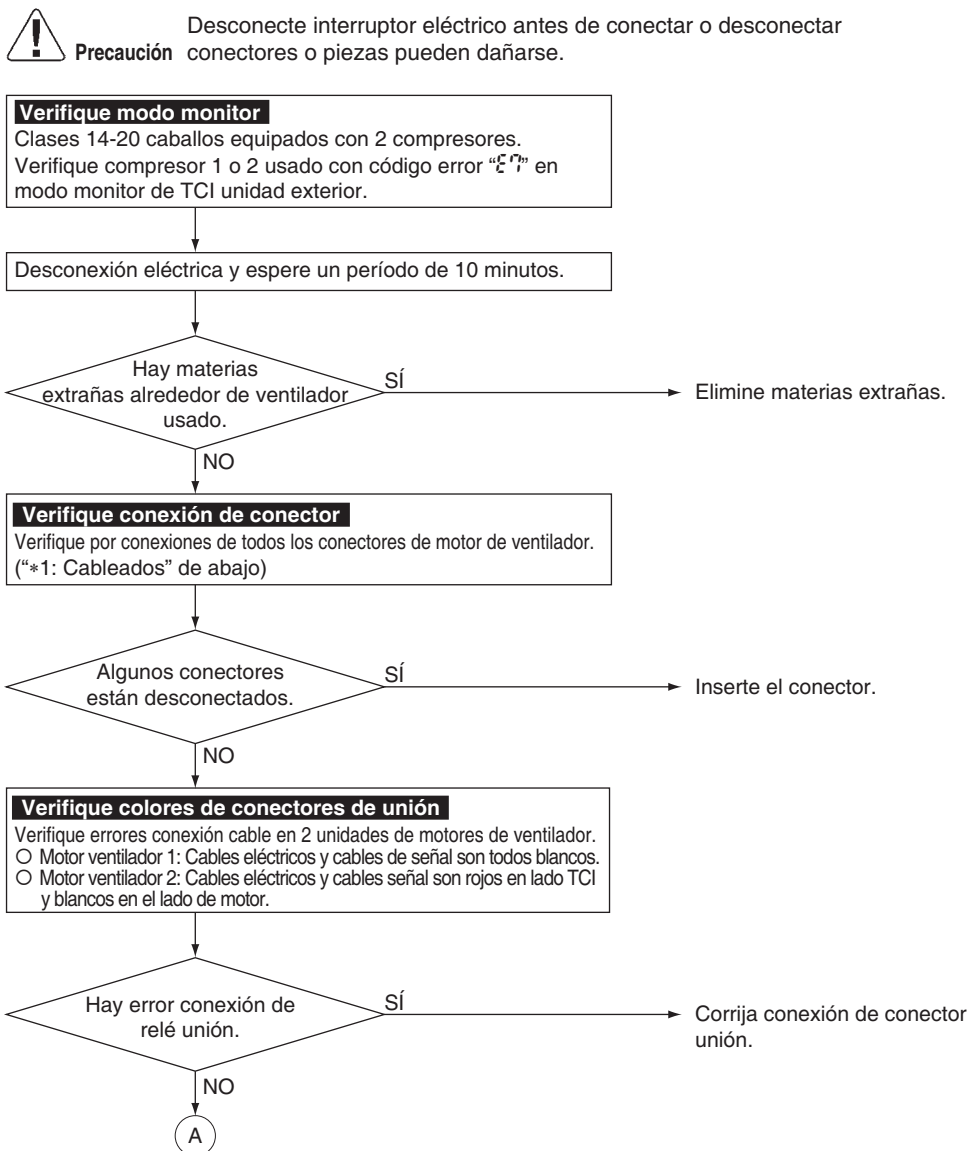 Desconecte interruptor eléctrico antes de conectar o desconectar
Precaución conectores o piezas pueden dañarse.
Verifique modo monitor
Clases 14-20 caballos equipados con 2 compresores.
Verifique compresor 1 o 2 usado con código error “E7” en
modo monitor de TCI unidad exterior.
Desconexión eléctrica y espere un período de 10 minutos.
Hay materias
extrañas alrededor de ventilador
usado.
SÍ
Elimine materias extrañas.
NO
Verifique conexión de conector
Verifique por conexiones de todos los conectores de motor de ventilador.
(“*1: Cableados” de abajo)
Algunos conectores
están desconectados.
SÍ
Inserte el conector.
NO
Verifique colores de conectores de unión
Verifique errores conexión cable en 2 unidades de motores de ventilador.
○ Motor ventilador 1: Cables eléctricos y cables de señal son todos blancos.
○ Motor ventilador 2: Cables eléctricos y cables señal son rojos en lado TCI
y blancos en el lado de motor.
Hay error conexión de
relé unión.
SÍ
Corrija conexión de conector
unión.
NO
A